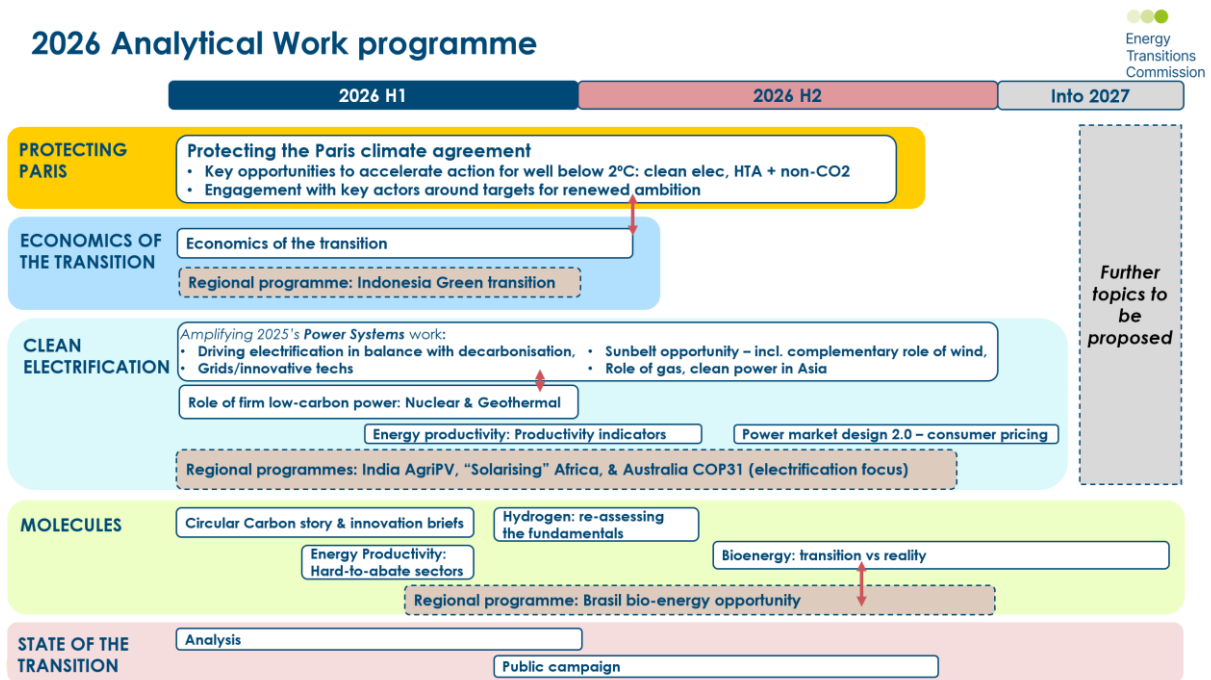 2026 Analytical Work programme
Energy
Transitions
Commission
2026 H1
2026 H2
Into 2027
PROTECTING
PARIS
Protecting the Paris climate agreement
• Key opportunities to accelerate action for well below 2ºC: clean elec, HTA + non-CO2
• Engagement with key actors around targets for renewed ambition
ECONOMICS OF
THE TRANSITION
Economics of the transition
Regional programme: Indonesia Green transition
Further
topics to
be
proposed
CLEAN
ELECTRIFICATION
Amplifying 2025’s Power Systems work:
• Driving electrification in balance with decarbonisation,
• Grids/innovative techs
• Sunbelt opportunity – incl. complementary role of wind,
• Role of gas, clean power in Asia
Role of firm low-carbon power: Nuclear & Geothermal
Energy productivity: Productivity indicators
Power market design 2.0 – consumer pricing
Regional programmes: India AgriPV, “Solarising” Africa, & Australia COP31 (electrification focus)
MOLECULES
Circular Carbon story & innovation briefs
Hydrogen: re-assessing
the fundamentals
Energy Productivity:
Hard-to-abate sectors
Bioenergy: transition vs reality
Regional programme: Brasil bio-energy opportunity
STATE OF THE
TRANSITION
Analysis
Public campaign